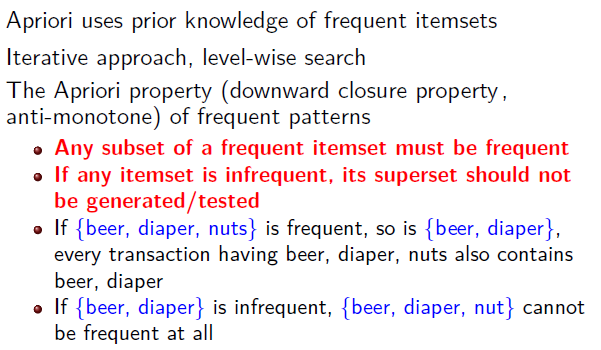 Apriori uses prior knowledge of frequent itemsets
Iterative approach, level-wise search
The Apriori property (downward closure property,
anti-monotone) of frequent patterns
Any subset of a frequent itemset must be frequent
If any itemset is infrequent, its superset should not
be generated/tested
If {beer, diaper, nuts} is frequent, so is {beer, diaper},
every transaction having beer, diaper, nuts also contains
beer, diaper
If {beer, diaper} is infrequent, {beer, diaper, nut} cannot
be frequent at all